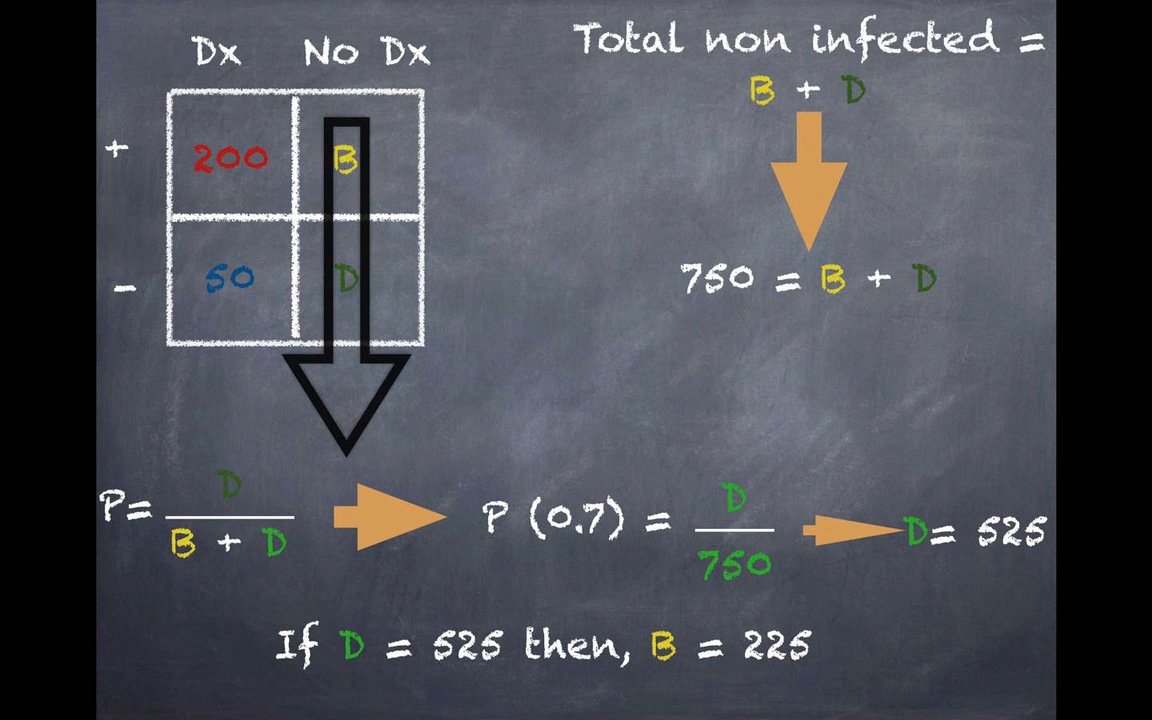 Dx No Dx
+ 200 B
- 50 D
Total non infected =
B + D
750 = B + D
P= D
B + D
P (0.7) = D
750
D= 525
If D = 525 then, B = 225